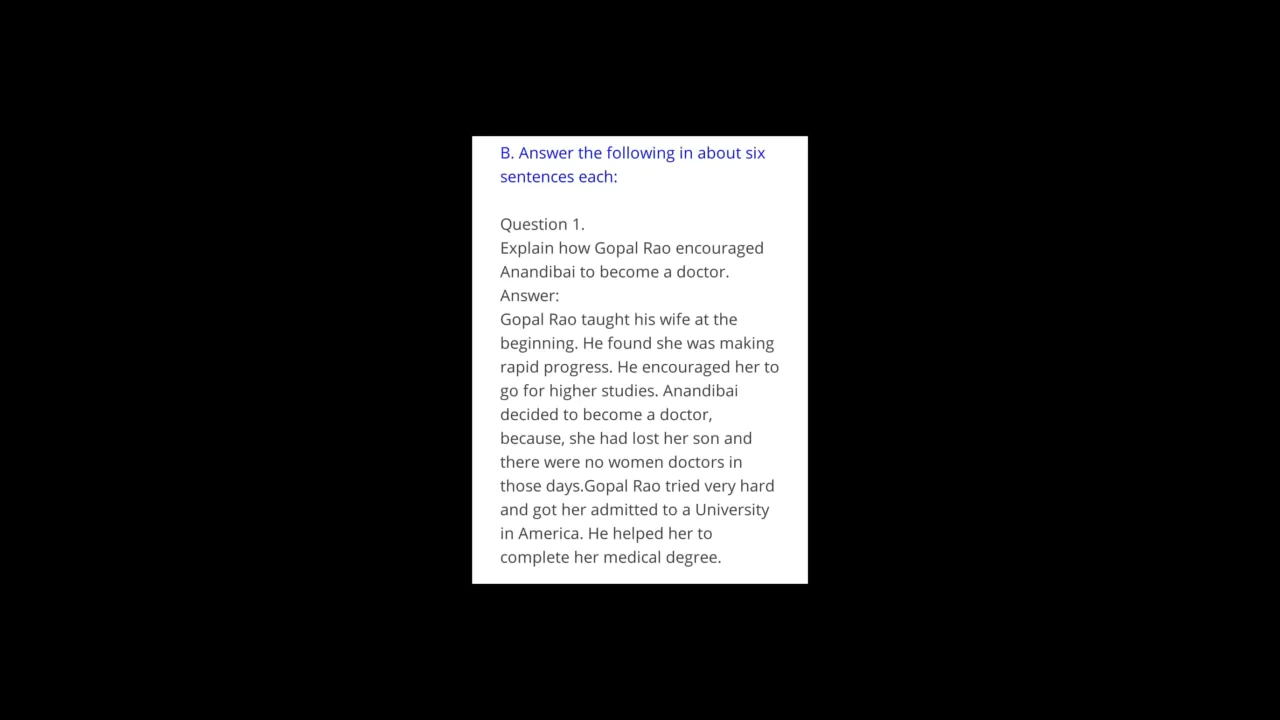 B. Answer the following in about six
sentences each:
Question 1.
Explain how Gopal Rao encouraged
Anandibai to become a doctor.
Answer:
Gopal Rao taught his wife at the
beginning. He found she was making
rapid progress. He encouraged her to
go for higher studies. Anandibai
decided to become a doctor,
because, she had lost her son and
there were no women doctors in
those days.Gopal Rao tried very hard
and got her admitted to a University
in America. He helped her to
complete her medical degree.